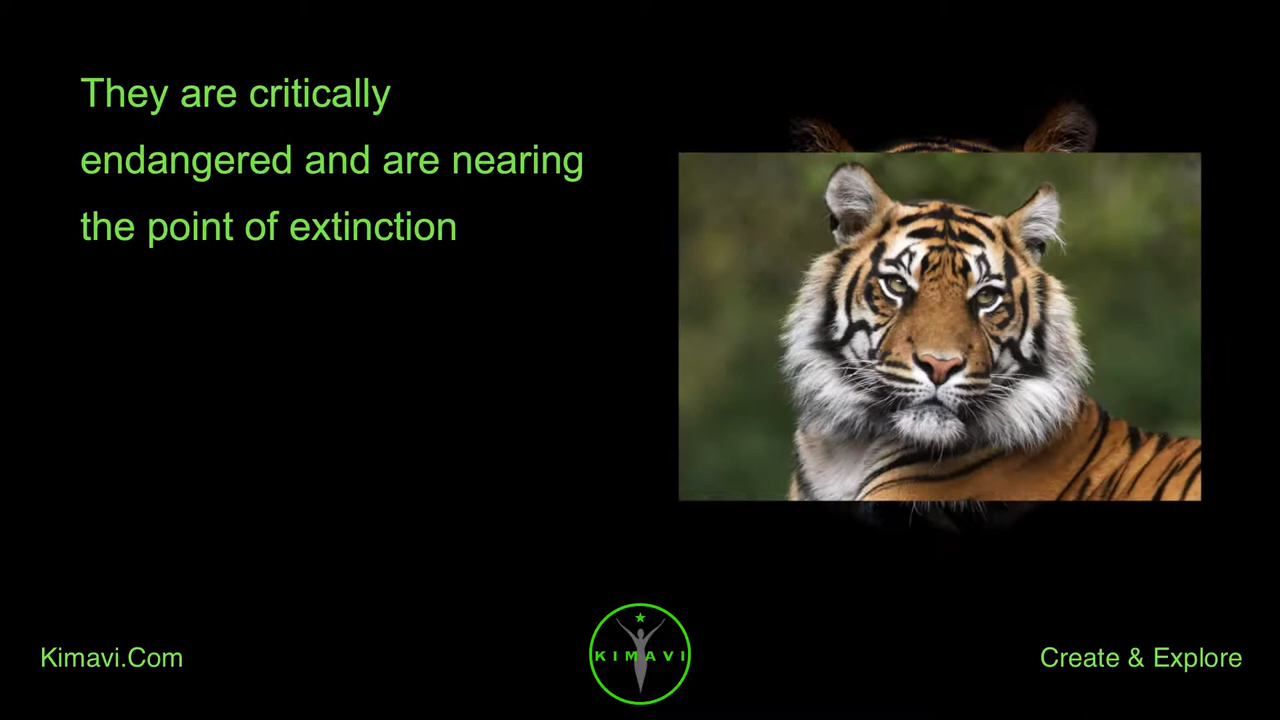 They are critically
endangered and are nearing
the point of extinction
Kimavi.Com
KIMAVI
Create & Explore